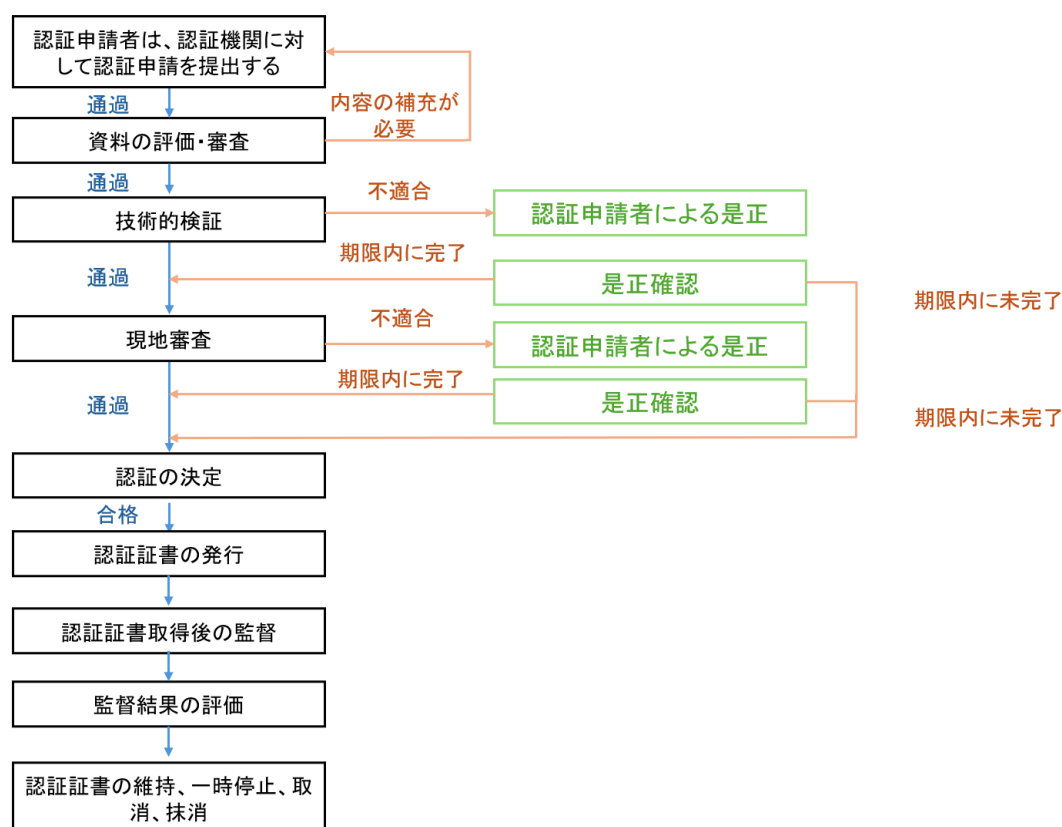 認証申請者は、認証機関に対
して認証申請を提出する
通過
内容の補充が
必要
資料の評価・審査
通過
不適合
技術的検証
認証申請者による是正
期限内に完了
通過
是正確認
期限内に未完了
不適合
現地審査
認証申請者による是正
期限内に完了
通過
是正確認
期限内に未完了
認証の決定
合格
認証証書の発行
認証証書取得後の監督
監督結果の評価
認証証書の維持、一時停止、取
消、抹消